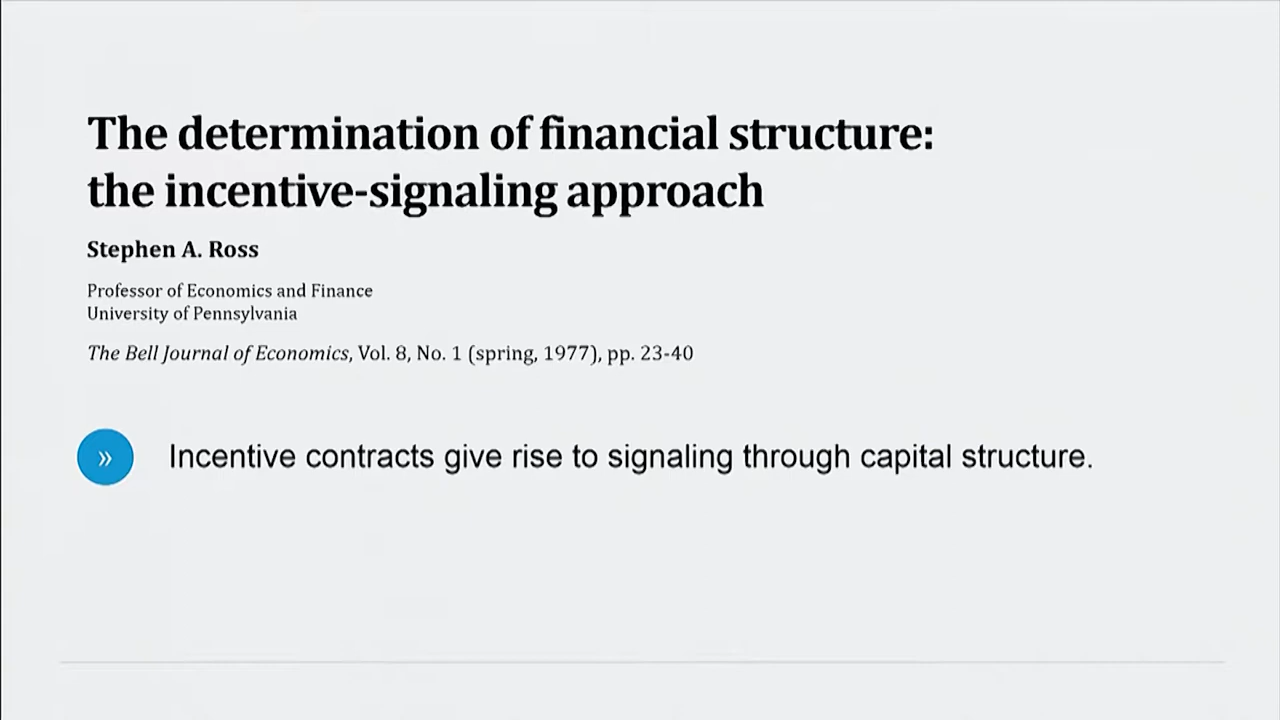 The determination of financial structure:
the incentive-signaling approach
Stephen A. Ross
Professor of Economics and Finance
University of Pennsylvania
The Bell Journal of Economics, Vol. 8, No. 1 (spring, 1977), pp. 23-40
» Incentive contracts give rise to signaling through capital structure.